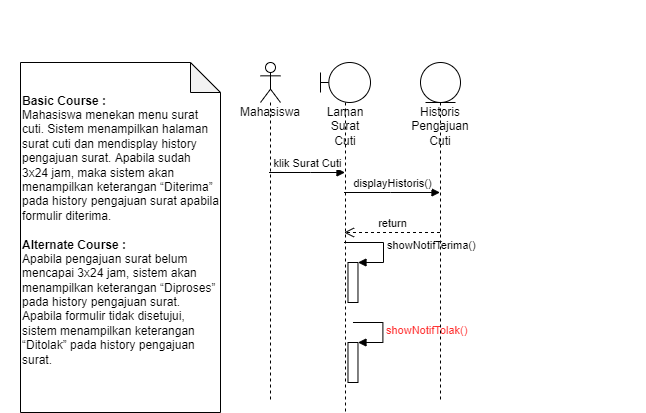 Basic Course :
Mahasiswa menekan menu surat
cuti. Sistem menampilkan halaman
surat cuti dan mendisplay history
pengajuan surat. Apabila sudah
3x24 jam, maka sistem akan
menampilkan keterangan “Diterima”
pada history pengajuan surat apabila
formulir diterima.
Alternate Course :
Apabila pengajuan surat belum
mencapai 3x24 jam, sistem akan
menampilkan keterangan “Diproses”
pada history pengajuan surat.
Apabila formulir tidak disetujui,
sistem menampilkan keterangan
“Ditolak” pada history pengajuan
surat.
Mahasiswa
Laman
Surat
Cuti
Historis
Pengajuan
Cuti
klik Surat Cuti
displayHistoris()
return
showNotifTerima()
showNotifTolak()